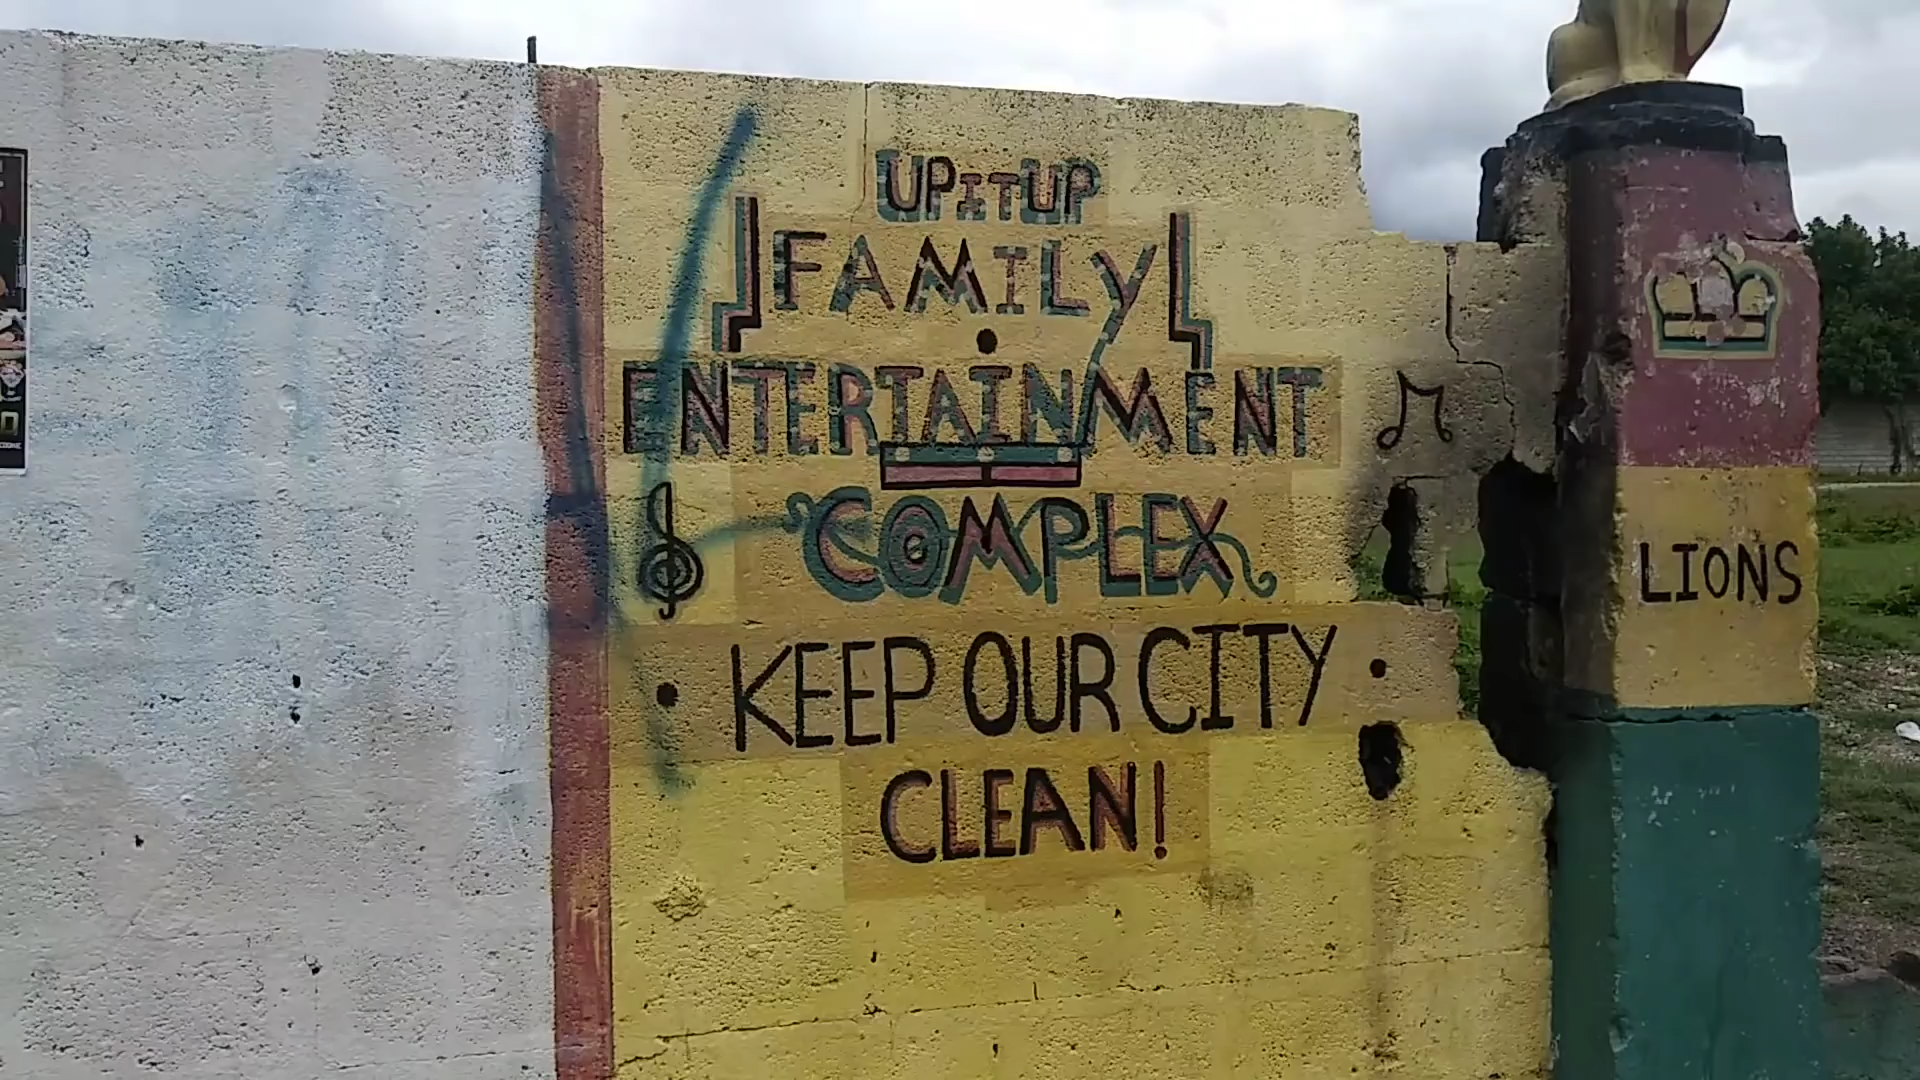 UPITUP
FAMILY
ENTERTAINMENT
COMPLEX
KEEP OUR CITY
CLEAN!
LIONS